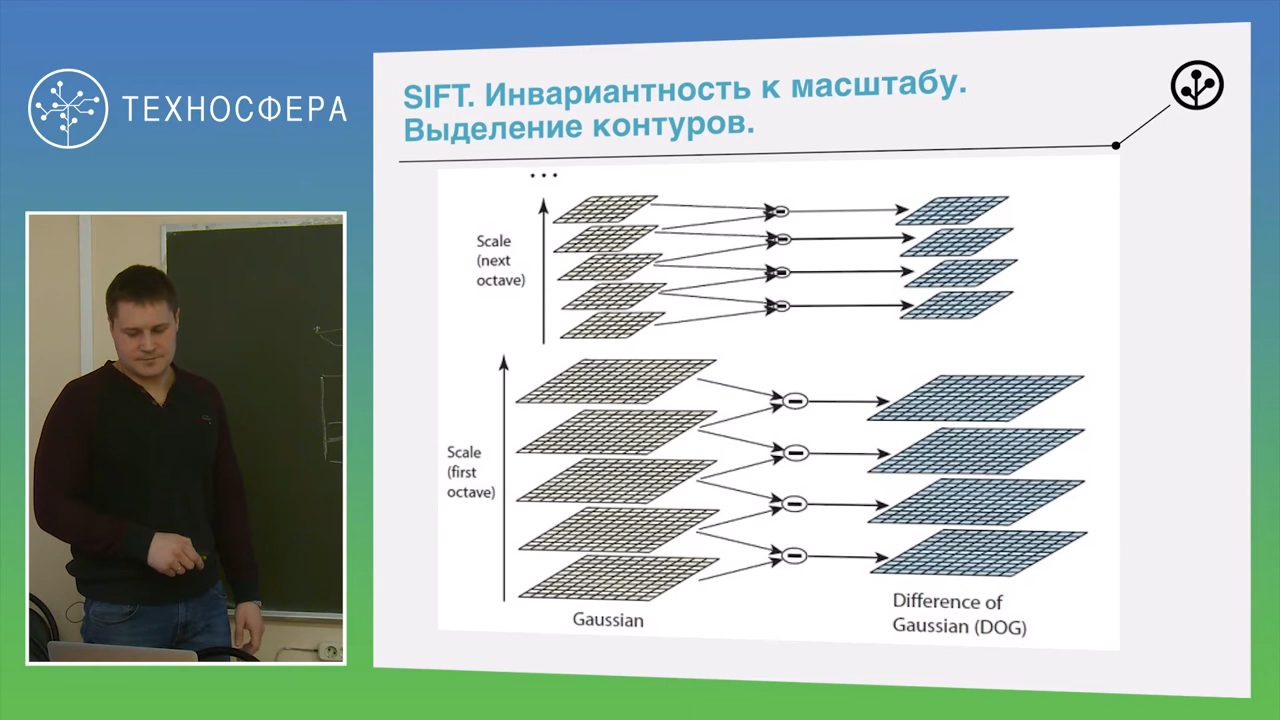 ТЕХНОСФЕРА
SIFT. Инвариантность к масштабу.
Выделение контуров.
...
Scale
(next
octave)
Scale
(first
octave)
Gaussian
Difference of
Gaussian (DOG)